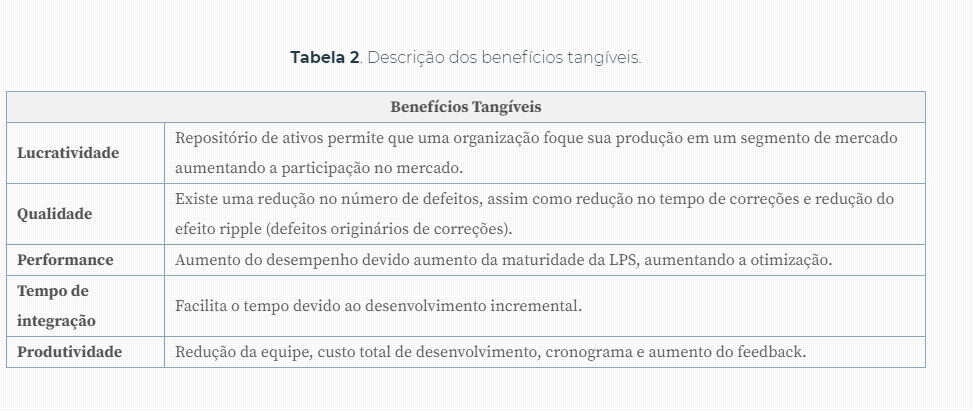 Tabela 2. Descrição dos benefícios tangíveis.
Benefícios Tangíveis
Lucratividade
Repositório de ativos permite que uma organização foque sua produção em um segmento de mercado
aumentando a participação no mercado.
Qualidade
Existe uma redução no número de defeitos, assim como redução no tempo de correções e redução do
efeito ripple (defeitos originários de correções).
Performance
Aumento do desempenho devido aumento da maturidade da LPS, aumentando a otimização.
Tempo de
integração
Facilita o tempo devido ao desenvolvimento incremental.
Produtividade
Redução da equipe, custo total de desenvolvimento, cronograma e aumento do feedback.